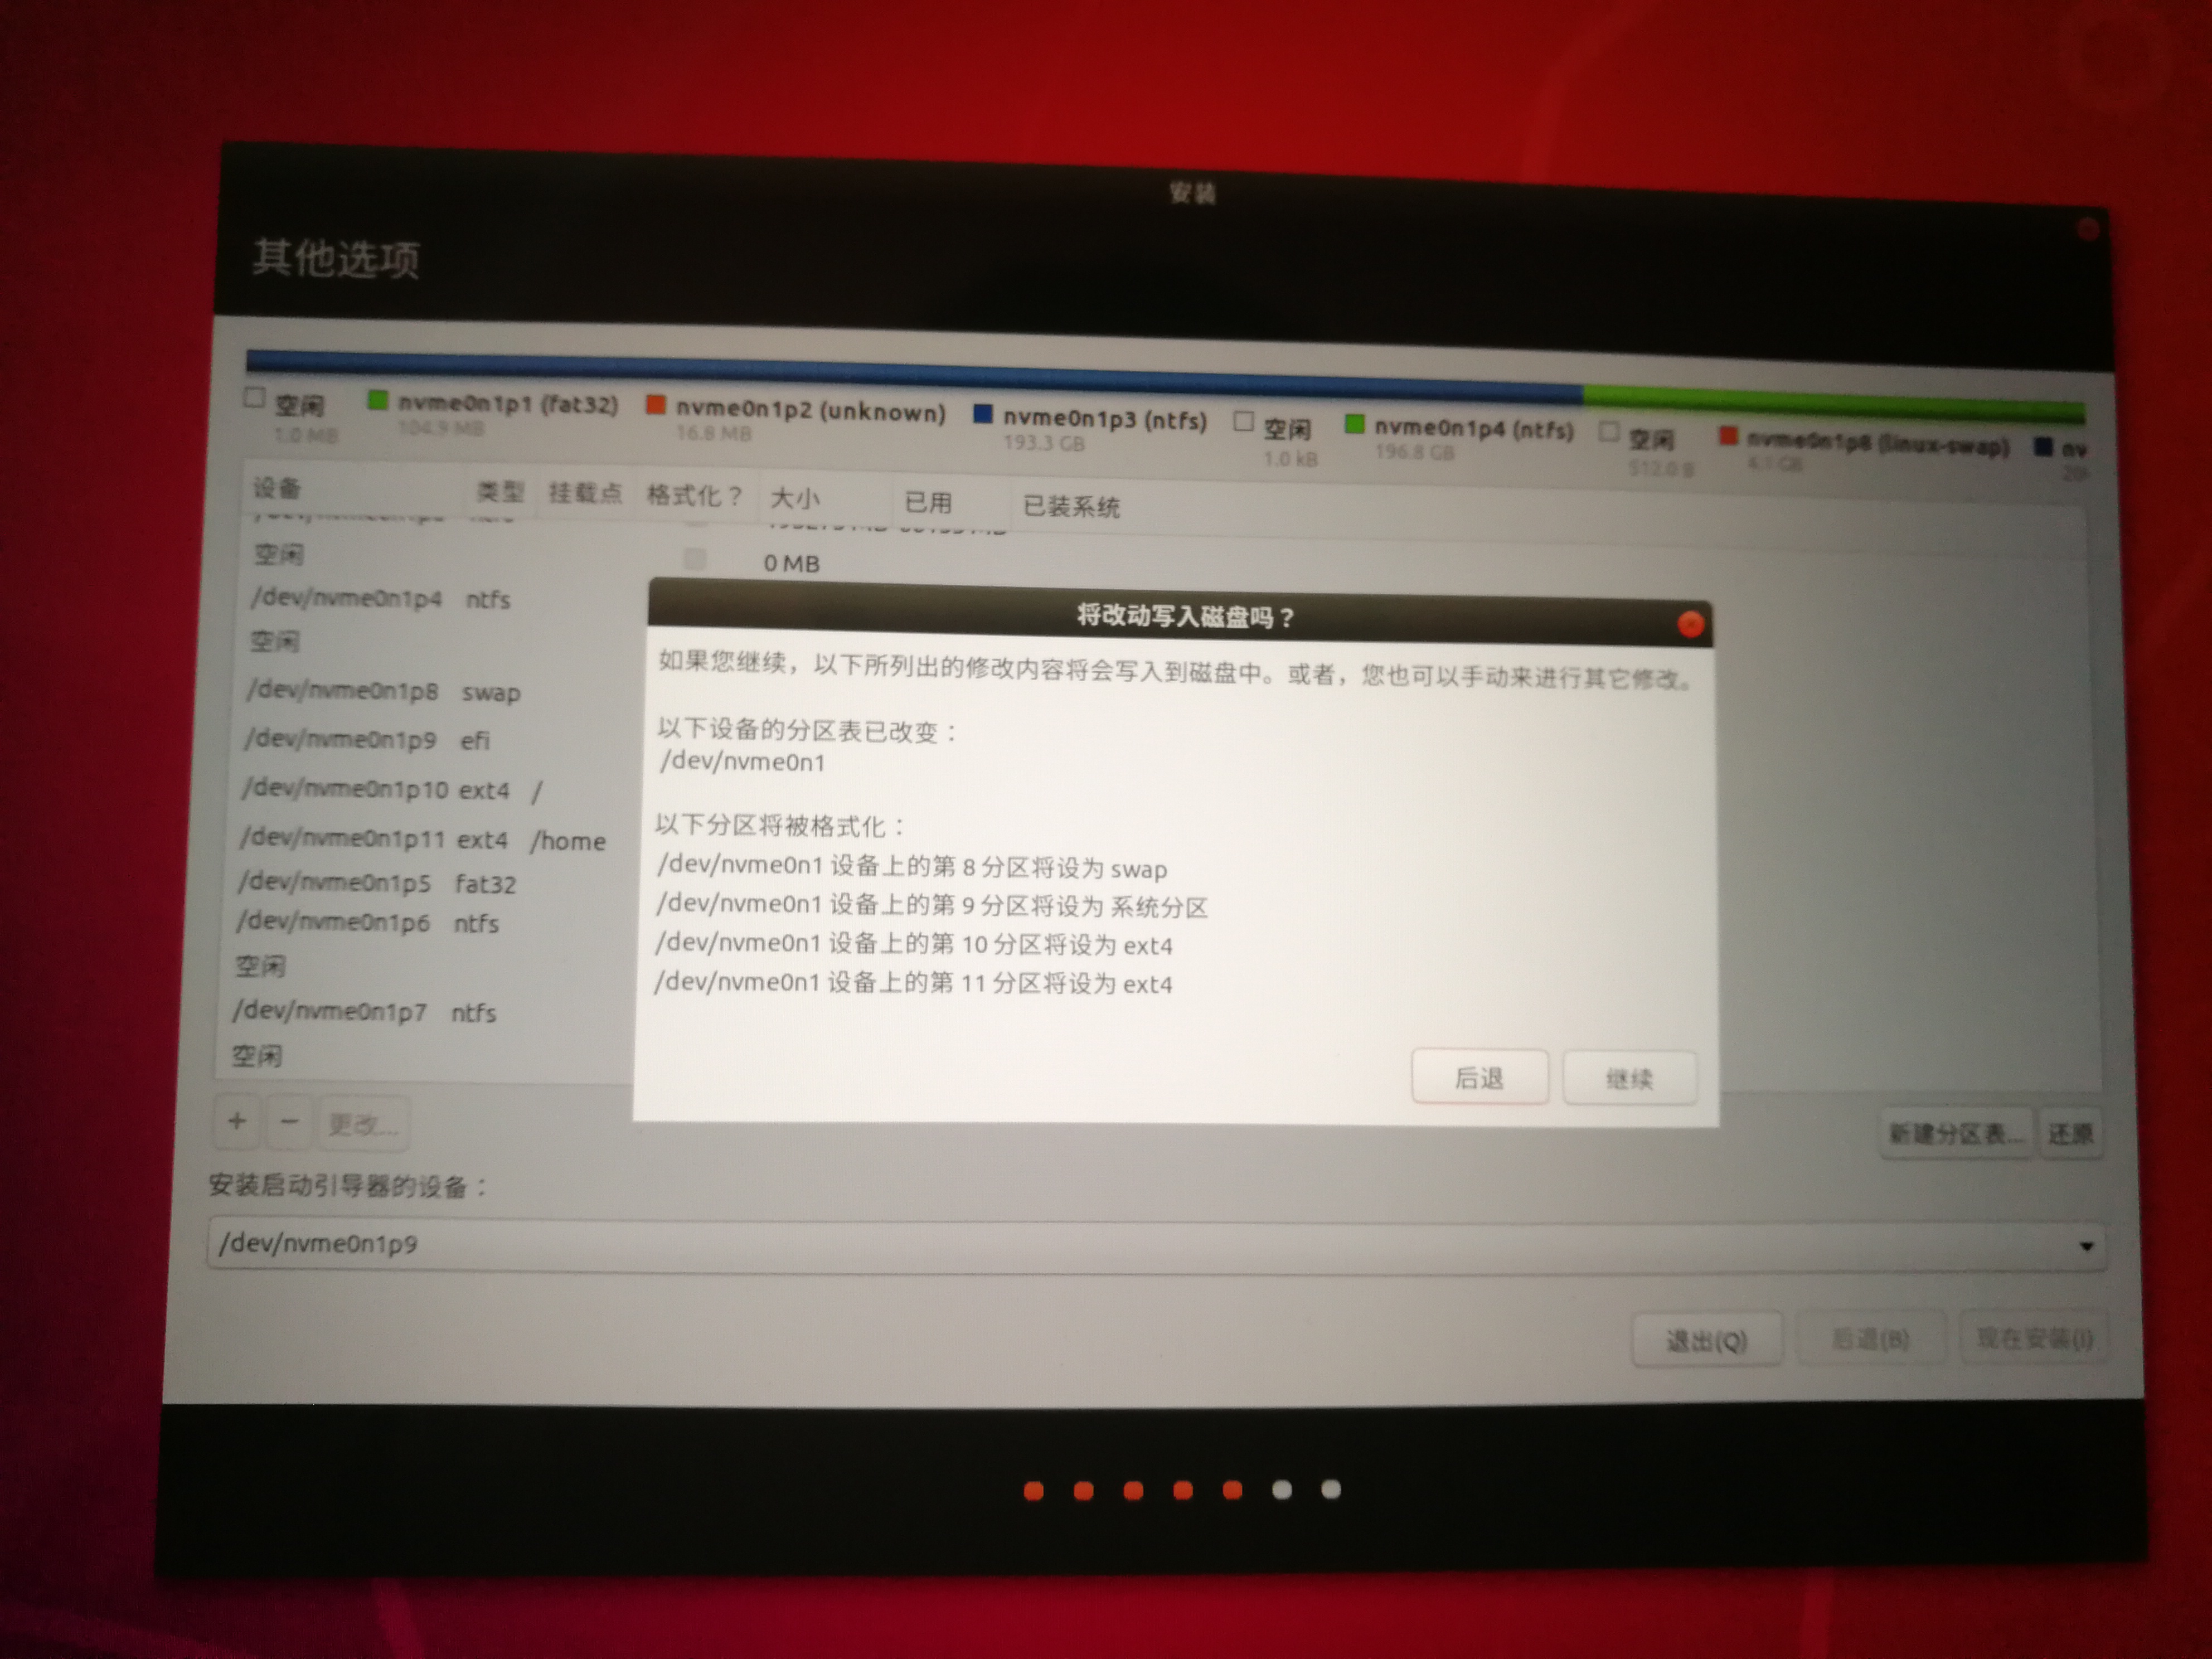 安装
其他选项
空闲 nvme0n1p1 (fat32) nvme0n1p2 (unknown) nvme0n1p3 (ntfs) 空闲 nvme0n1p4 (ntfs) 空闲 nvme0n1p8 (linux-swap) nv
1.0 MB 104.9 MB 16.8 MB 193.3 GB 1.0 kB 196.8 GB 512.0 B 4.1 GB
设备 类型 挂载点 格式化？ 大小 已用 已装系统
空闲 0 MB
/dev/nvme0n1p4 ntfs
空闲
/dev/nvme0n1p8 swap
/dev/nvme0n1p9 efi
/dev/nvme0n1p10 ext4 /
/dev/nvme0n1p11 ext4 /home
/dev/nvme0n1p5 fat32
/dev/nvme0n1p6 ntfs
空闲
/dev/nvme0n1p7 ntfs
空闲
将改动写入磁盘吗？
如果您继续，以下所列出的修改内容将会写入到磁盘中。或者，您也可以手动来进行其它修改。
以下设备的分区表已改变：
/dev/nvme0n1
以下分区将被格式化：
/dev/nvme0n1 设备上的第 8 分区将设为 swap
/dev/nvme0n1 设备上的第 9 分区将设为 系统分区
/dev/nvme0n1 设备上的第 10 分区将设为 ext4
/dev/nvme0n1 设备上的第 11 分区将设为 ext4
后退 继续
+ − 更改... 新建分区表... 还原
安装启动引导器的设备：
/dev/nvme0n1p9
退出(Q) 后退(B) 现在安装(I)